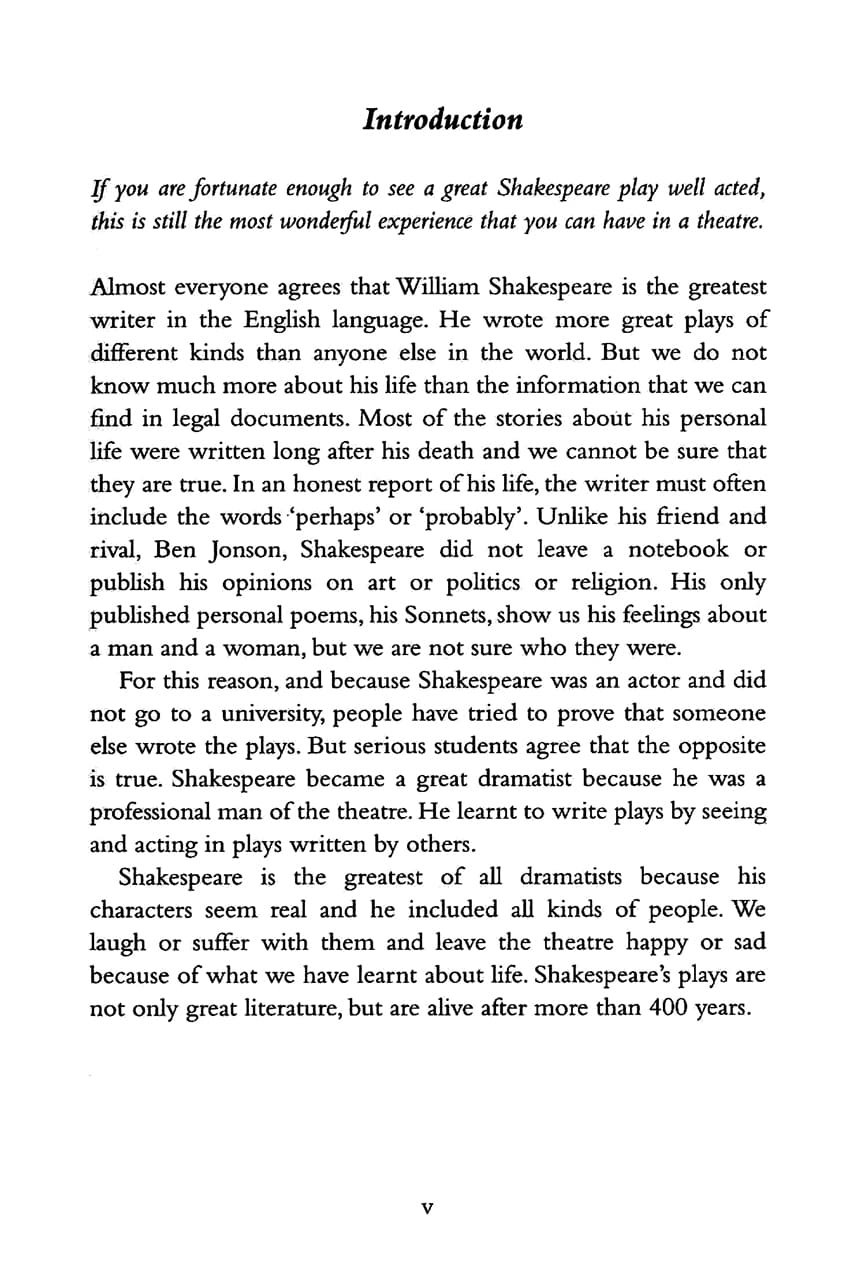 Introduction
If you are fortunate enough to see a great Shakespeare play well acted,
this is still the most wonderful experience that you can have in a theatre.
Almost everyone agrees that William Shakespeare is the greatest
writer in the English language. He wrote more great plays of
different kinds than anyone else in the world. But we do not
know much more about his life than the information that we can
find in legal documents. Most of the stories about his personal
life were written long after his death and we cannot be sure that
they are true. In an honest report of his life, the writer must often
include the words ‘perhaps’ or ‘probably’. Unlike his friend and
rival, Ben Jonson, Shakespeare did not leave a notebook or
publish his opinions on art or politics or religion. His only
published personal poems, his Sonnets, show us his feelings about
a man and a woman, but we are not sure who they were.
For this reason, and because Shakespeare was an actor and did
not go to a university, people have tried to prove that someone
else wrote the plays. But serious students agree that the opposite
is true. Shakespeare became a great dramatist because he was a
professional man of the theatre. He learnt to write plays by seeing
and acting in plays written by others.
Shakespeare is the greatest of all dramatists because his
characters seem real and he included all kinds of people. We
laugh or suffer with them and leave the theatre happy or sad
because of what we have learnt about life. Shakespeare’s plays are
not only great literature, but are alive after more than 400 years.
v